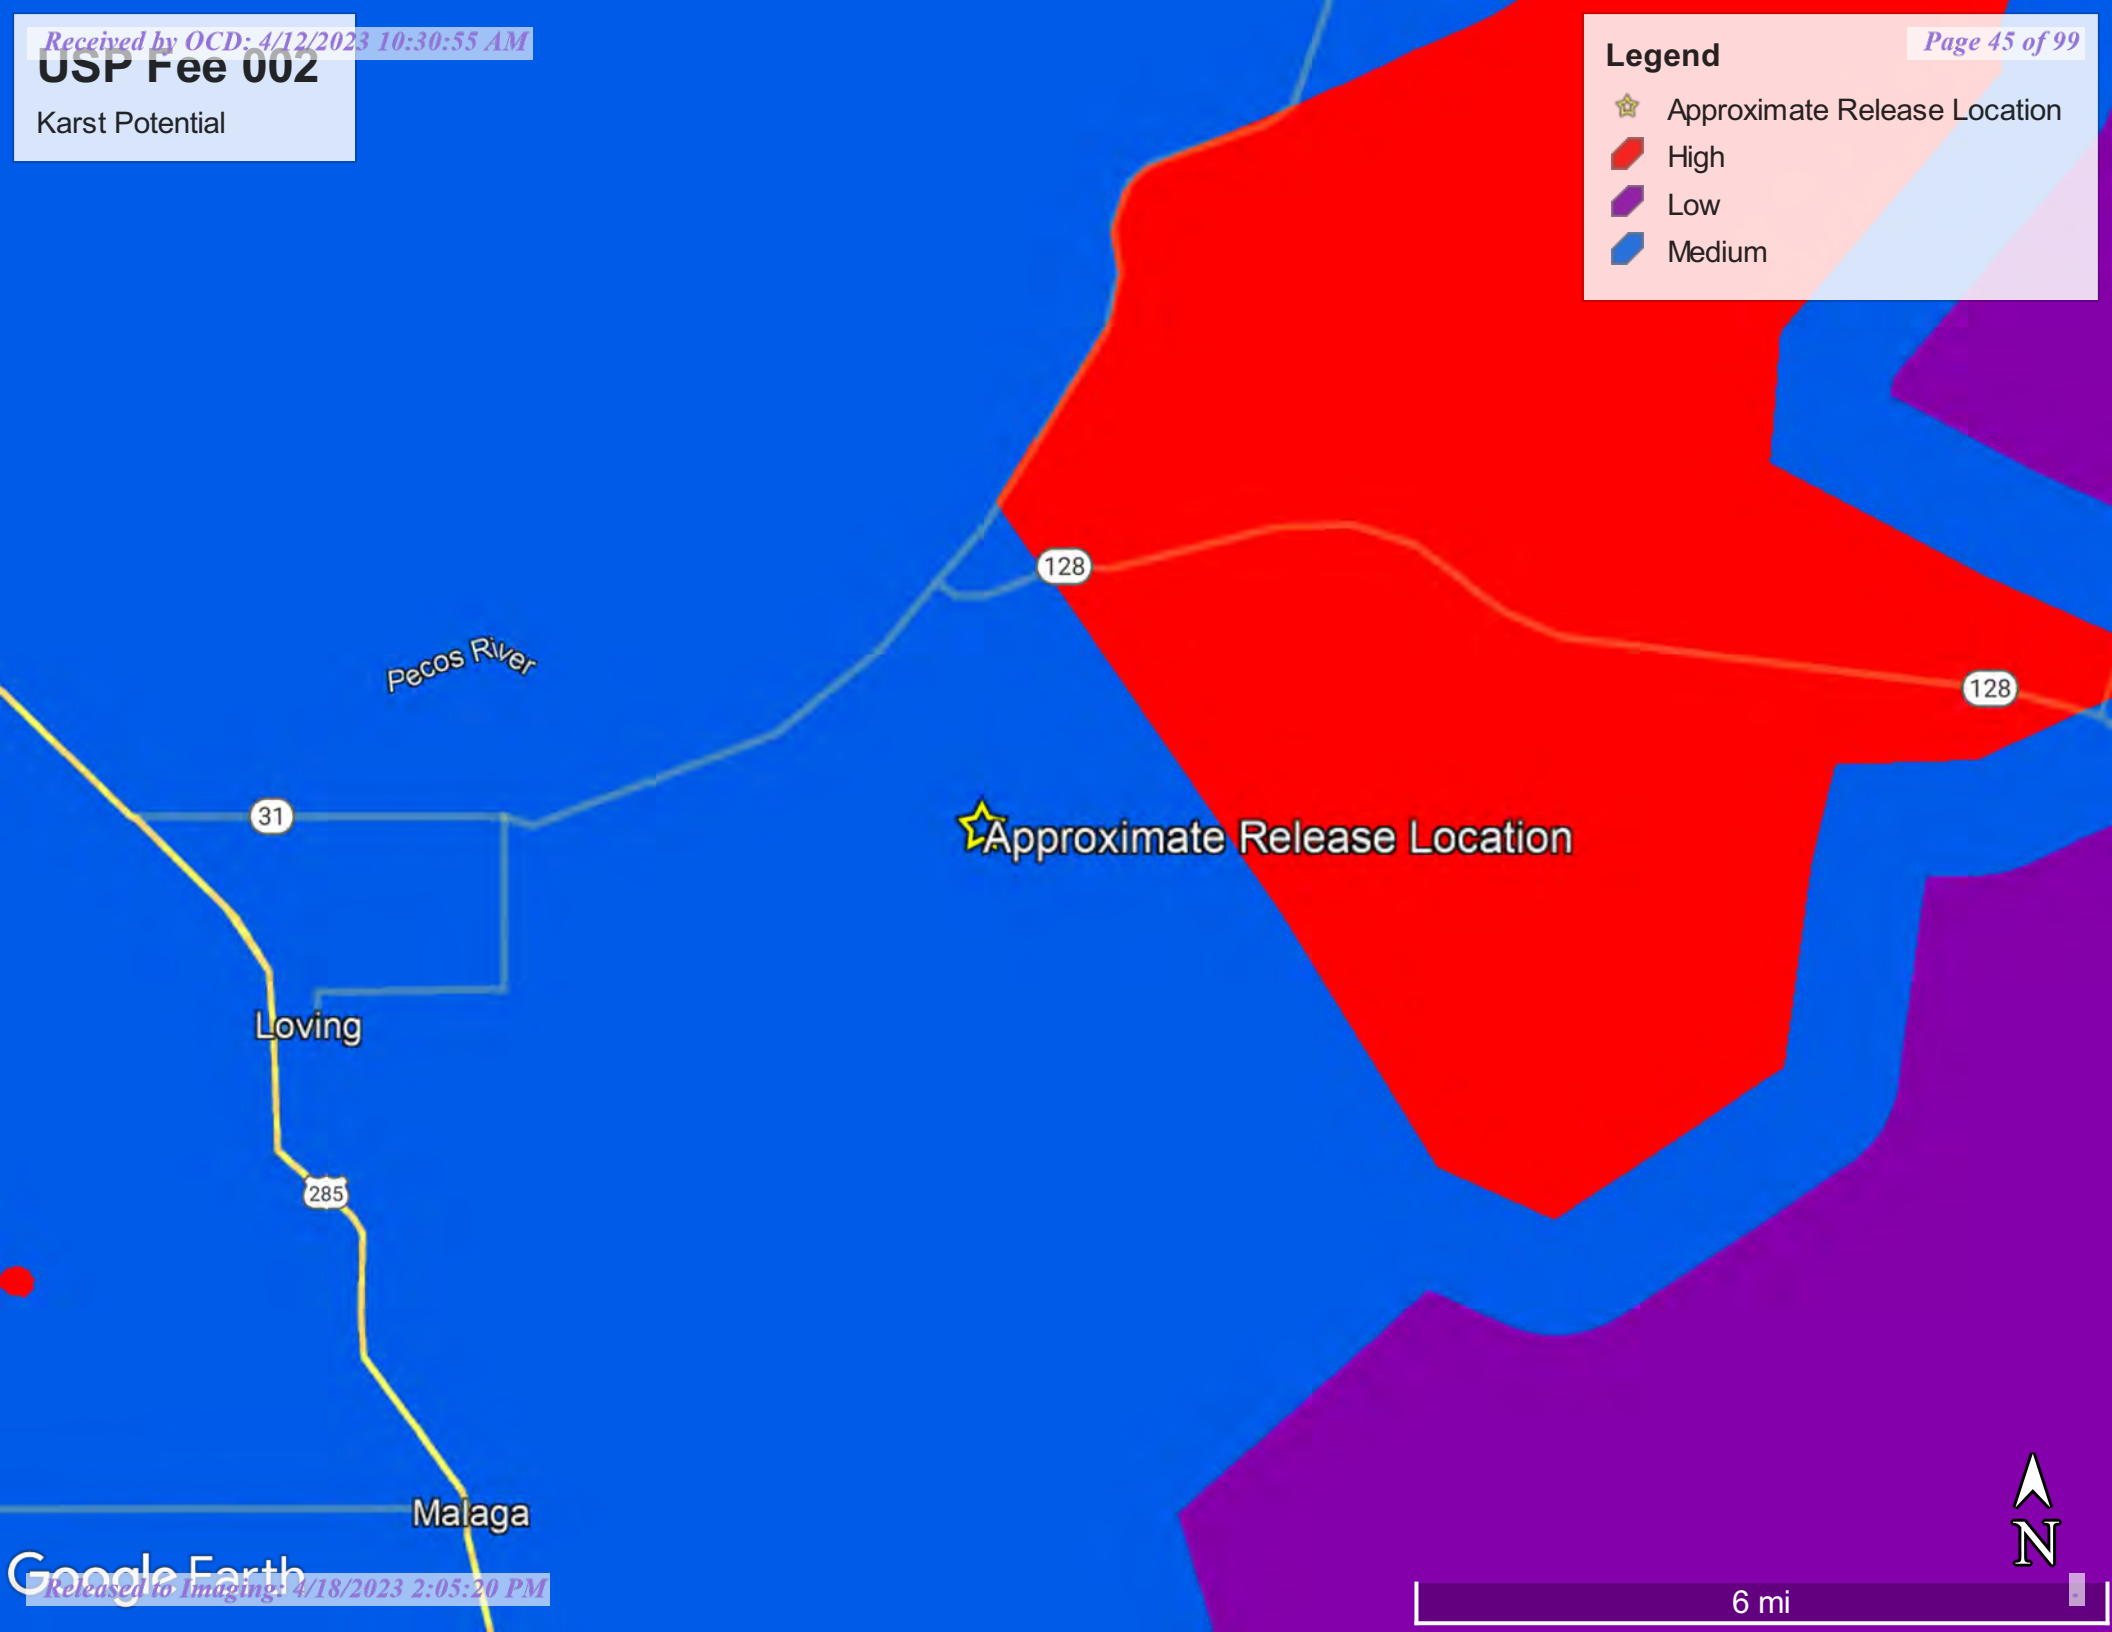 Received by OCD: 4/12/2023 10:30:55 AM
Page 45 of 99
USP Fee 002
Karst Potential
Legend
Approximate Release Location
High
Low
Medium
128
Pecos River
128
31
Approximate Release Location
Loving
285
Malaga
N
Google Earth
Released to Imaging: 4/18/2023 2:05:20 PM
6 mi